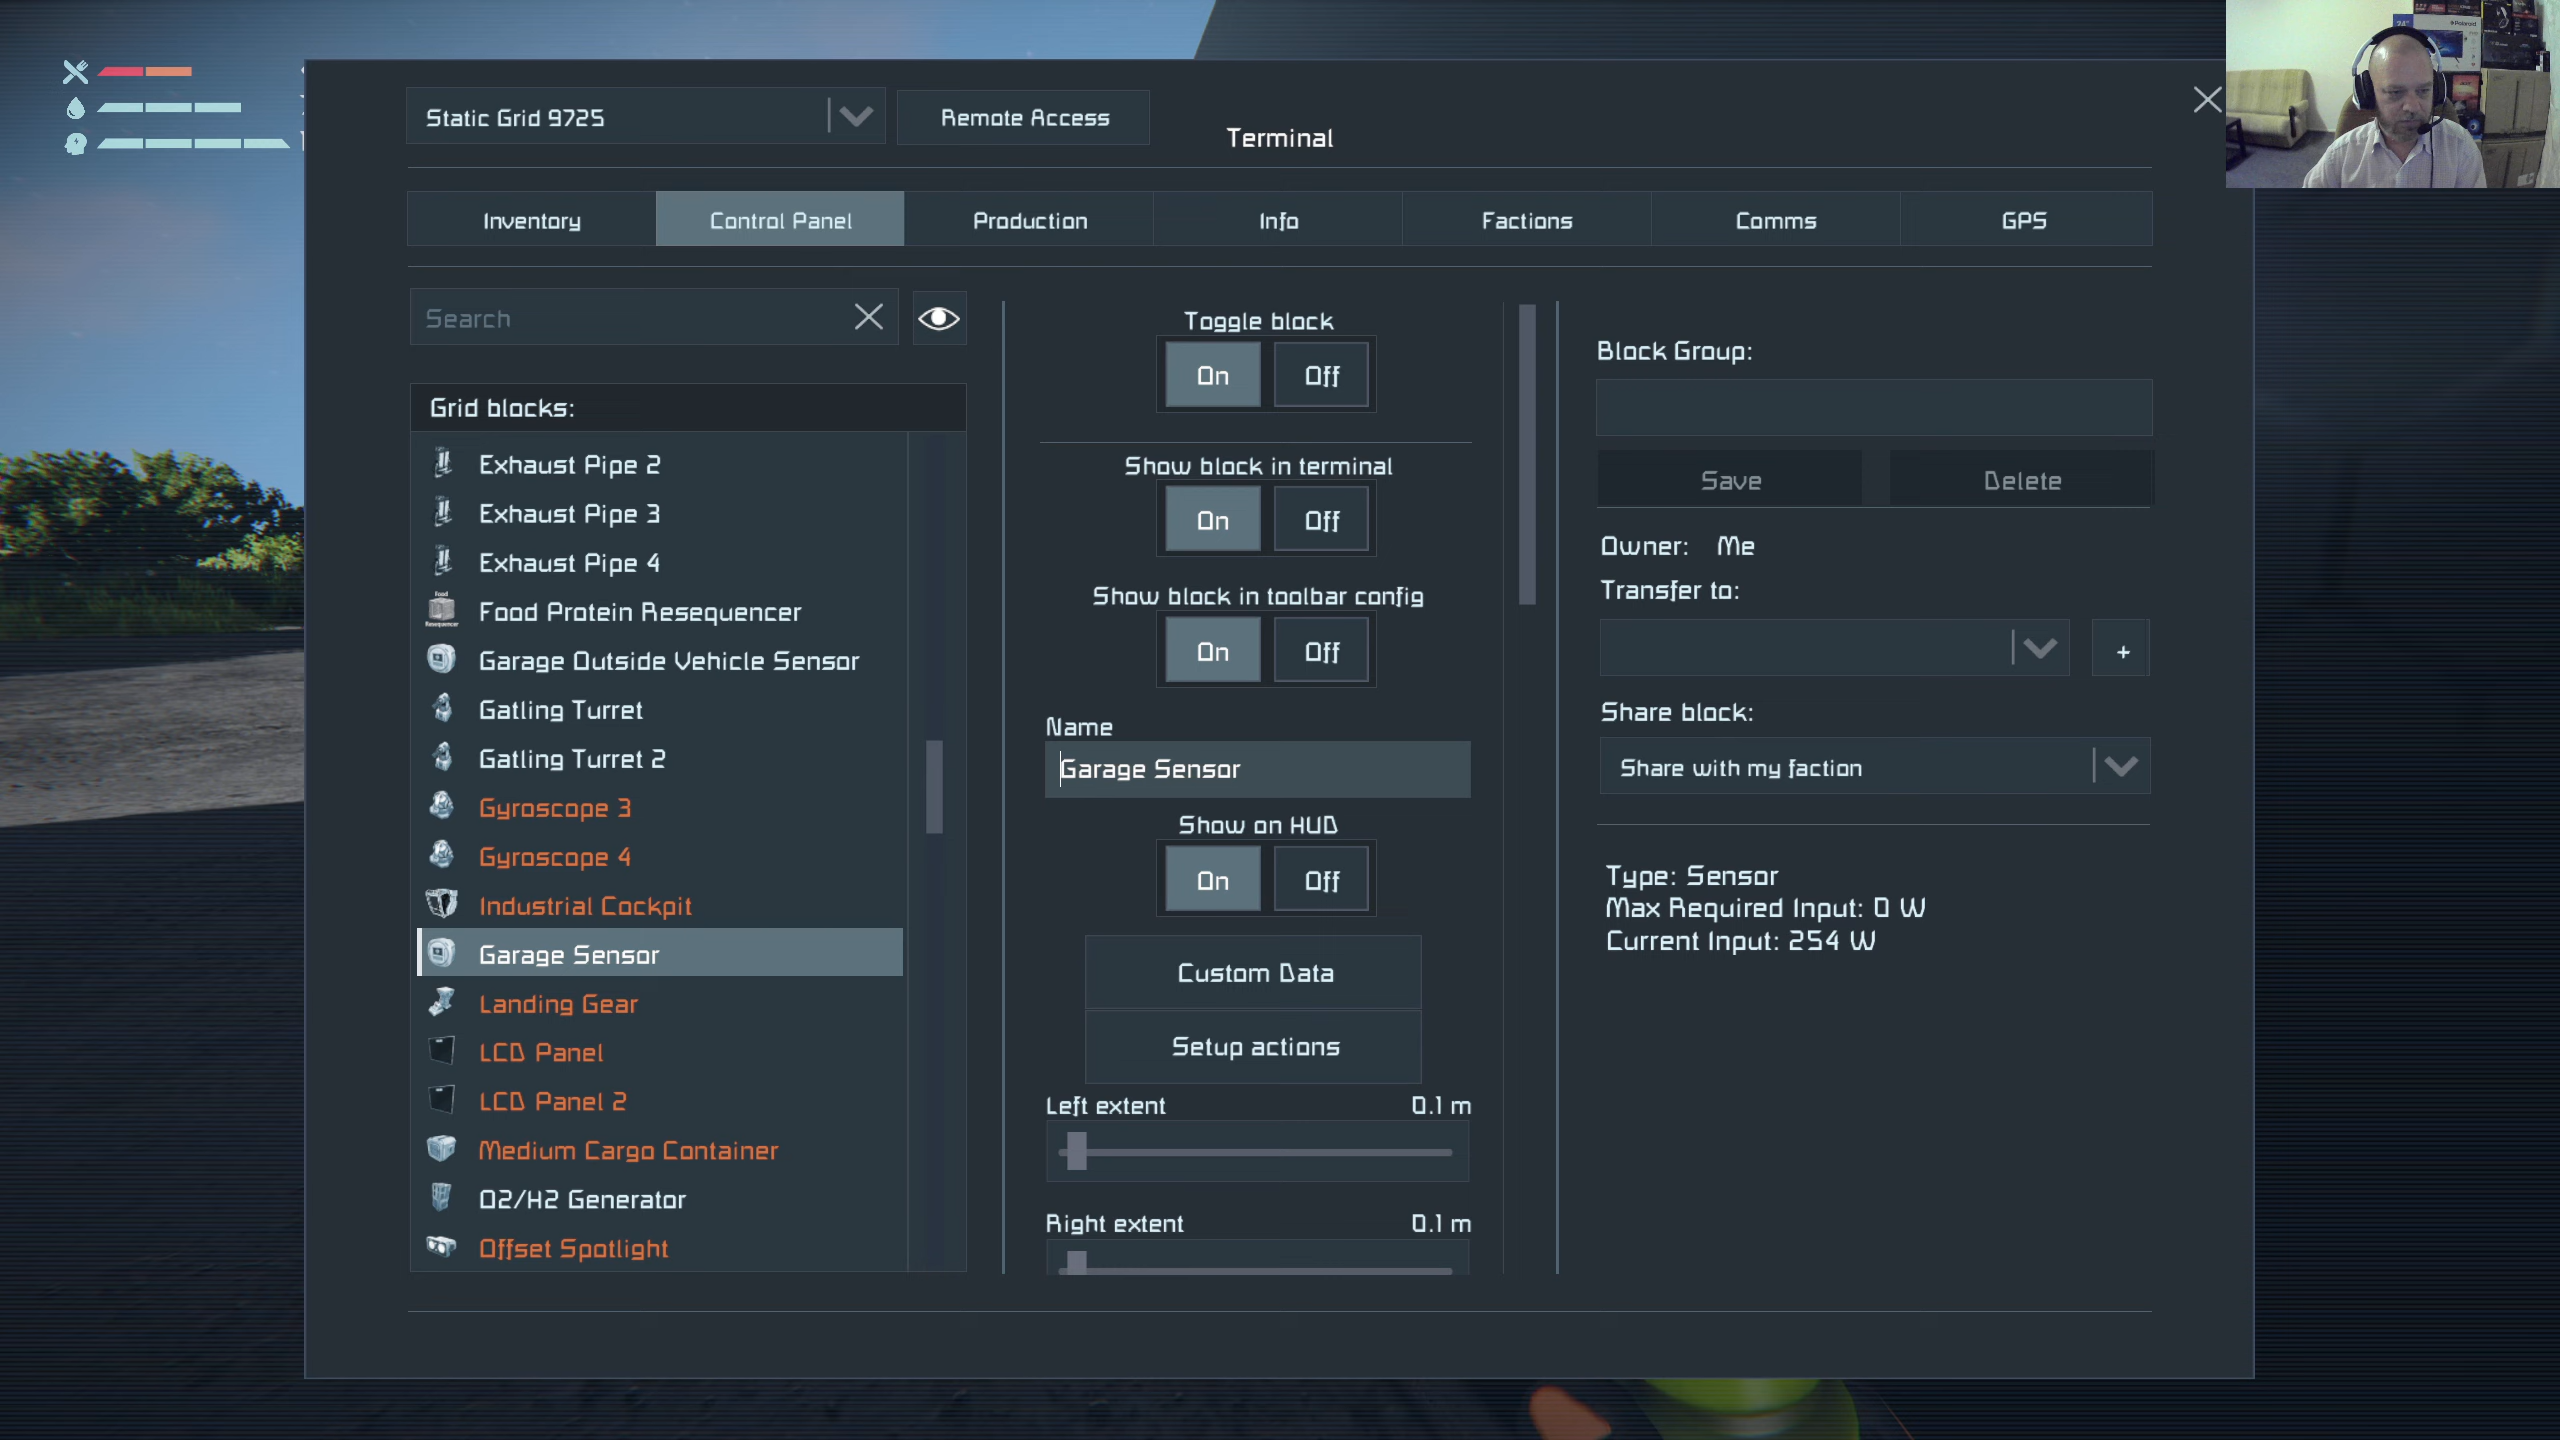 Static Grid 9725
Remote Access
Terminal
Inventory
Control Panel
Production
Info
Factions
Comms
GPS
Search
Grid blocks:
Exhaust Pipe 2
Exhaust Pipe 3
Exhaust Pipe 4
Food Protein Resequencer
Garage Outside Vehicle Sensor
Gatling Turret
Gatling Turret 2
Gyroscope 3
Gyroscope 4
Industrial Cockpit
Garage Sensor
Landing Gear
LCD Panel
LCD Panel 2
Medium Cargo Container
O2/H2 Generator
Offset Spotlight
Toggle block
On Off
Show block in terminal
On Off
Show block in toolbar config
On Off
Name
Garage Sensor
Show on HUD
On Off
Custom Data
Setup actions
Left extent 0.1 m
Right extent 0.1 m
Block Group:
Save Delete
Owner: Me
Transfer to:
+
Share block:
Share with my faction
Type: Sensor
Max Required Input: 0 W
Current Input: 254 W